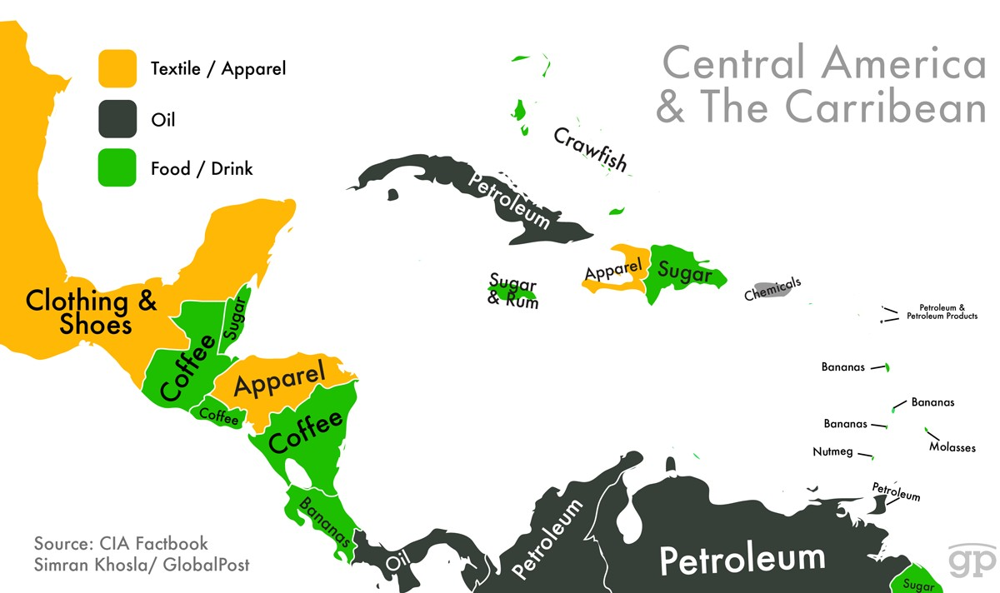 Central America
& The Carribean
Textile / Apparel
Oil
Food / Drink
Crawfish
Petroleum
Apparel
Sugar
Sugar
& Rum
Chemicals
Clothing &
Shoes
Sugar
Coffee
Apparel
Coffee
Coffee
Bananas
Oil
Petroleum
Petroleum
Petroleum &
Petroleum Products
Bananas
Bananas
Bananas
Molasses
Nutmeg
Petroleum
Sugar
Source: CIA Factbook
Simran Khosla/ GlobalPost
gp